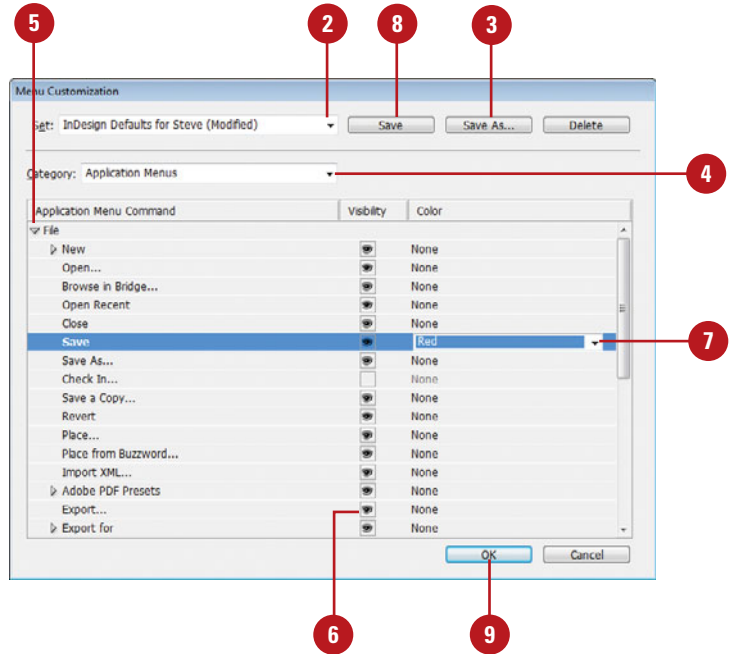 5 2 8 3
Menu Customization
Set: InDesign Defaults for Steve (Modified) Save Save As... Delete
Category: Application Menus 4
Application Menu Command Visibility Color
File
New None
Open... None
Browse in Bridge... None
Open Recent None
Close None
Save Red 7
Save As... None
Check In... None
Save a Copy... None
Revert None
Place... None
Place from Buzzword... None
Import XML... None
Adobe PDF Presets None
Export... None
Export for None
OK Cancel
6 9